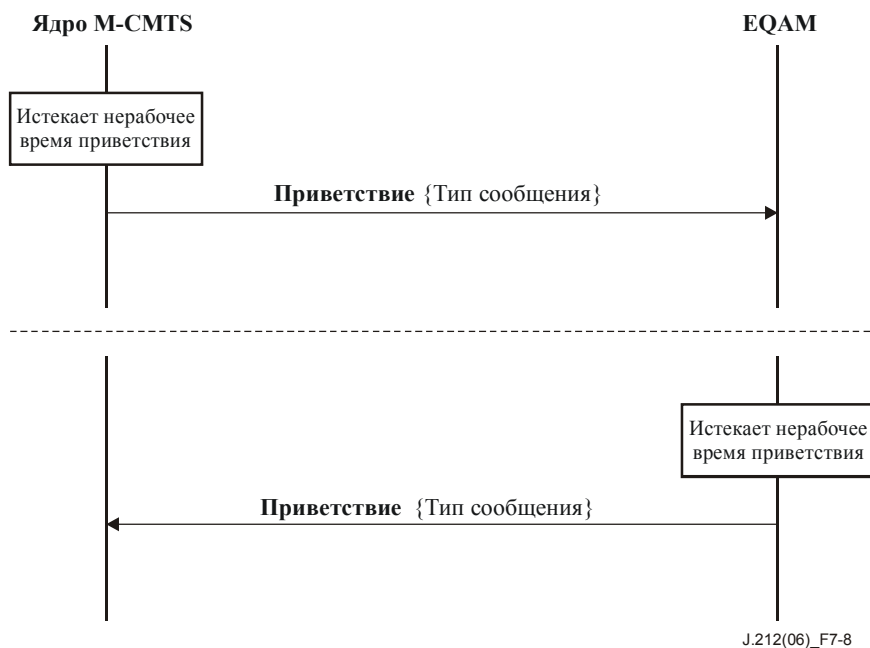 Ядро M-CMTS
EQAM
Истекает нерабочее
время приветствия
Приветствие {Тип сообщения}
Истекает нерабочее
время приветствия
Приветствие {Тип сообщения}
J.212(06)_F7-8